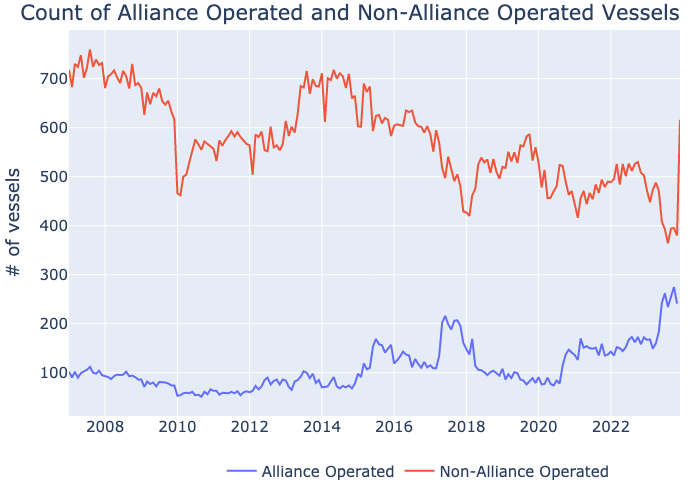 Count of Alliance Operated and Non-Alliance Operated Vessels
# of vessels
700
600
500
400
300
200
100
2008 2010 2012 2014 2016 2018 2020 2022
Alliance Operated Non-Alliance Operated